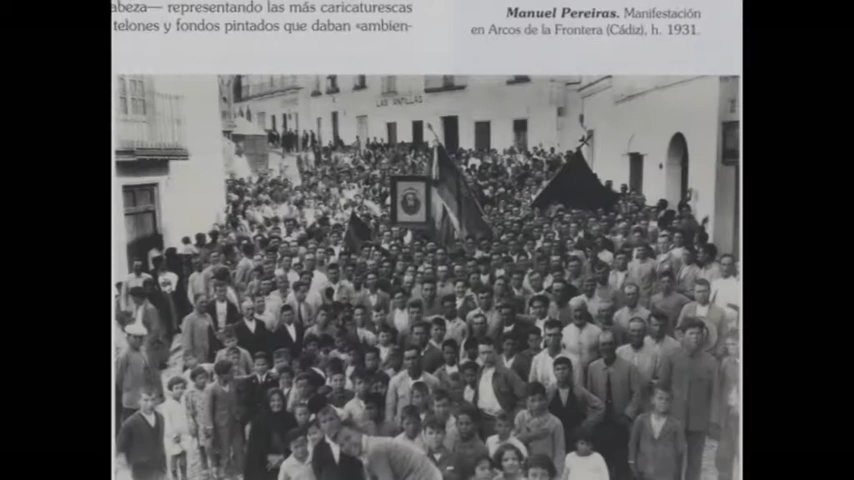 abeza— representando las más caricaturescas
telones y fondos pintados que daban «ambien-
Manuel Pereiras. Manifestación
en Arcos de la Frontera (Cádiz), h. 1931.
LAS ANTILLAS